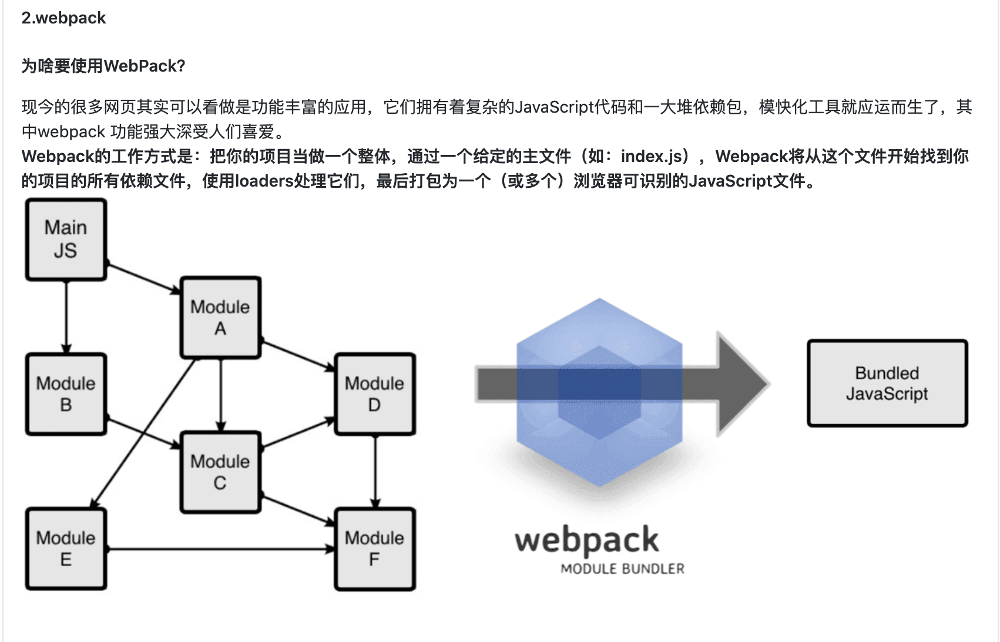 2.webpack
为啥要使用WebPack?
现今的很多网页其实可以看做是功能丰富的应用，它们拥有着复杂的JavaScript代码和一大堆依赖包，模快化工具就应运而生了，其
中webpack 功能强大深受人们喜爱。
Webpack的工作方式是：把你的项目当做一个整体，通过一个给定的主文件（如：index.js），Webpack将从这个文件开始找到你
的项目的所有依赖文件，使用loaders处理它们，最后打包为一个（或多个）浏览器可识别的JavaScript文件。
Main
JS
Module
A
Module
B
Module
D
Module
C
Module
E
Module
F
webpack
MODULE BUNDLER
Bundled
JavaScript